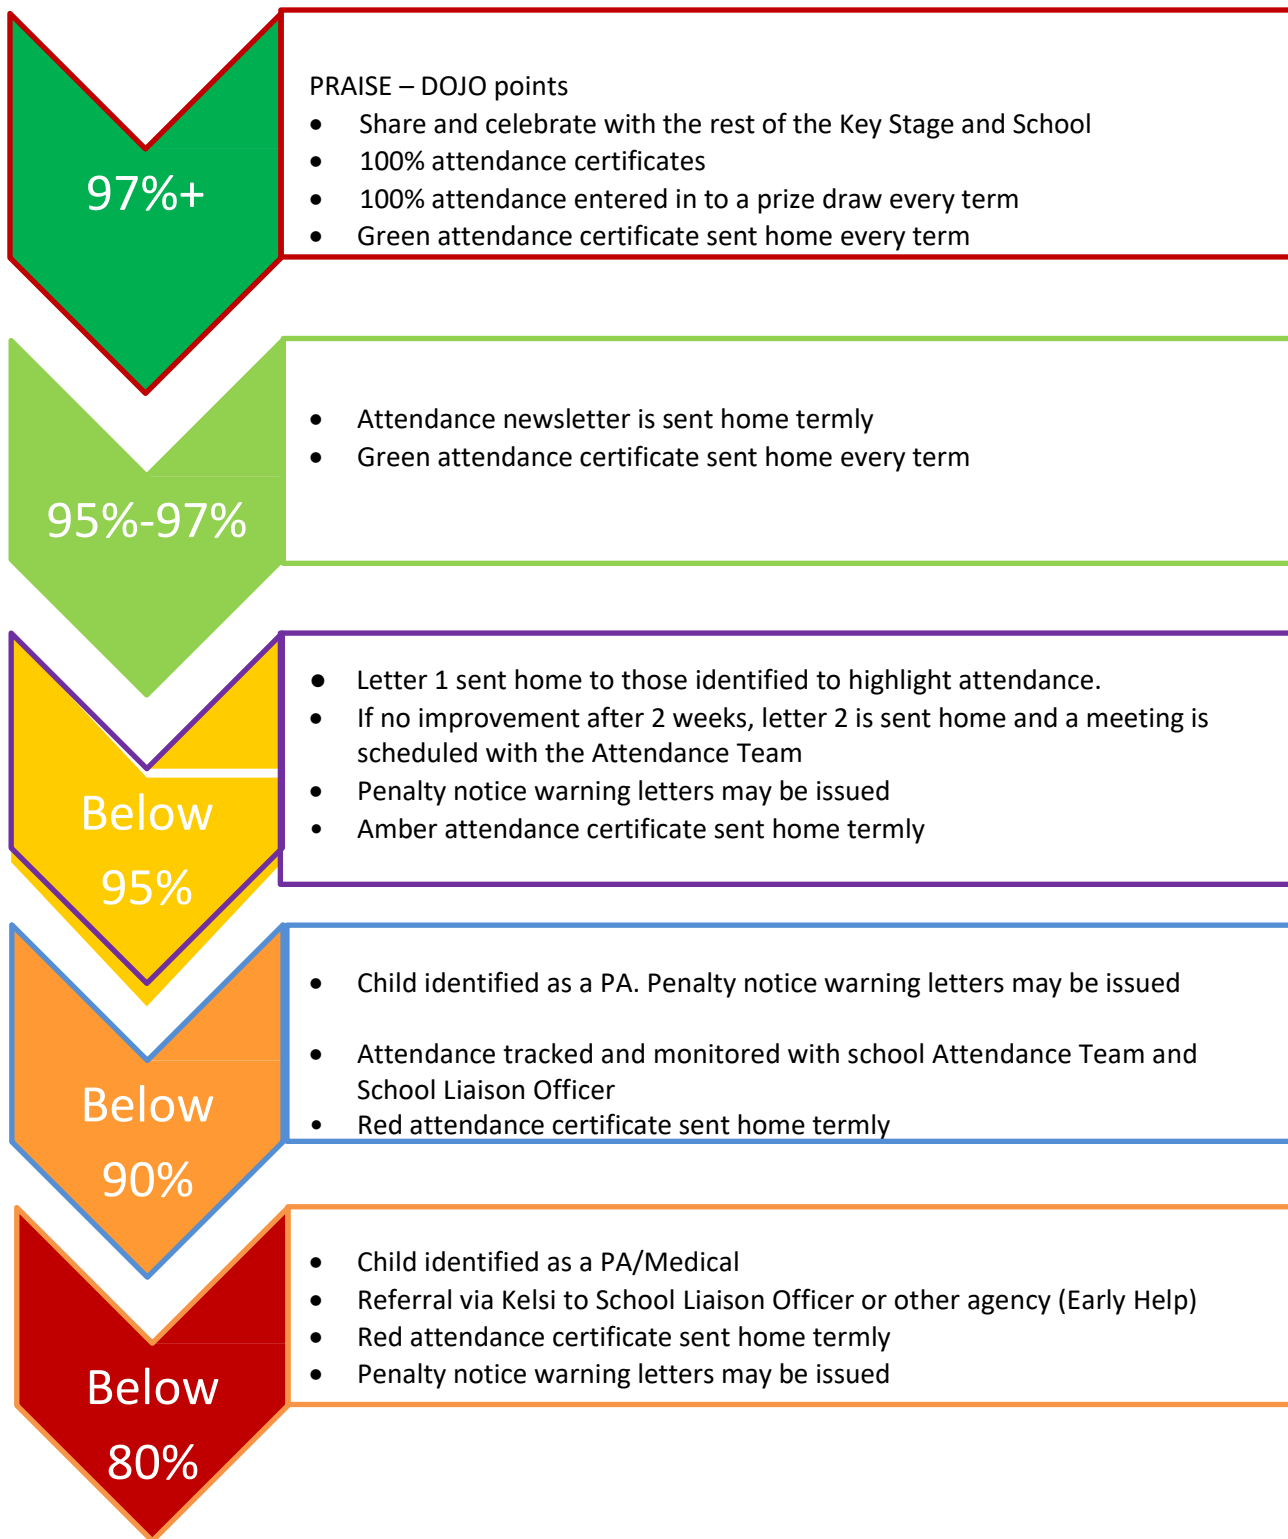 97%+
PRAISE – DOJO points
• Share and celebrate with the rest of the Key Stage and School
• 100% attendance certificates
• 100% attendance entered in to a prize draw every term
• Green attendance certificate sent home every term
95%-97%
• Attendance newsletter is sent home termly
• Green attendance certificate sent home every term
Below
95%
• Letter 1 sent home to those identified to highlight attendance.
• If no improvement after 2 weeks, letter 2 is sent home and a meeting is
scheduled with the Attendance Team
• Penalty notice warning letters may be issued
• Amber attendance certificate sent home termly
Below
90%
• Child identified as a PA. Penalty notice warning letters may be issued
• Attendance tracked and monitored with school Attendance Team and
School Liaison Officer
• Red attendance certificate sent home termly
Below
80%
• Child identified as a PA/Medical
• Referral via Kelsi to School Liaison Officer or other agency (Early Help)
• Red attendance certificate sent home termly
• Penalty notice warning letters may be issued